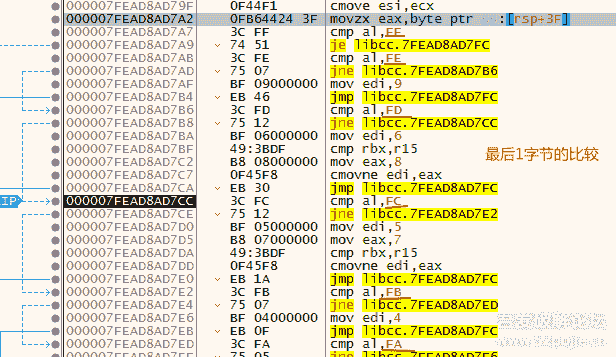 000007FEAD8AD79F 0F44F1 cmove esi,ecx
000007FEAD8AD7A2 0FB64424 3F movzx eax,byte ptr ss:[rsp+3F]
000007FEAD8AD7A7 3C FF cmp al,FF
000007FEAD8AD7A9 74 51 je libcc.7FEAD8AD7FC
000007FEAD8AD7AB 3C FE cmp al,FE
000007FEAD8AD7AD 75 07 jne libcc.7FEAD8AD7B6
000007FEAD8AD7AF BF 09000000 mov edi,9
000007FEAD8AD7B4 EB 46 jmp libcc.7FEAD8AD7FC
000007FEAD8AD7B6 3C FD cmp al,FD
000007FEAD8AD7B8 75 12 jne libcc.7FEAD8AD7CC
000007FEAD8AD7BA BF 06000000 mov edi,6
000007FEAD8AD7BF 49:3BDF cmp rbx,r15
000007FEAD8AD7C2 B8 08000000 mov eax,8
最后1字节的比较
000007FEAD8AD7C7 0F45F8 cmovne edi,eax
000007FEAD8AD7CA EB 30 jmp libcc.7FEAD8AD7FC
IP 000007FEAD8AD7CC 3C FC cmp al,FC
000007FEAD8AD7CE 75 12 jne libcc.7FEAD8AD7E2
000007FEAD8AD7D0 BF 05000000 mov edi,5
000007FEAD8AD7D5 B8 07000000 mov eax,7
000007FEAD8AD7DA 49:3BDF cmp rbx,r15
000007FEAD8AD7DD 0F45F8 cmovne edi,eax
000007FEAD8AD7E0 EB 1A jmp libcc.7FEAD8AD7FC
000007FEAD8AD7E2 3C FB cmp al,FB
000007FEAD8AD7E4 75 07 jne libcc.7FEAD8AD7ED
000007FEAD8AD7E6 BF 04000000 mov edi,4
000007FEAD8AD7EB EB 0F jmp libcc.7FEAD8AD7FC
000007FEAD8AD7ED 3C FA cmp al,FA